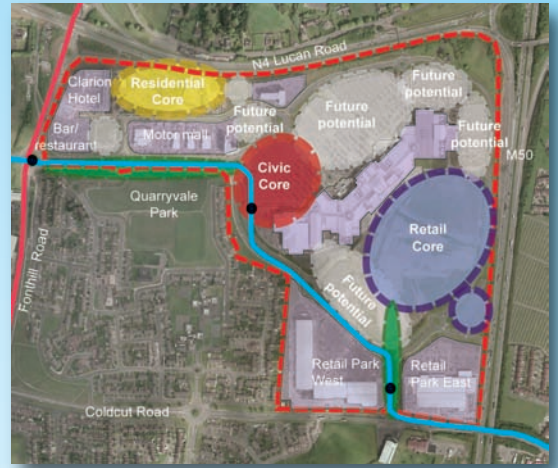 N4 Lucan Road
Clarion
Hotel
Residential
Core
Future
potential
Future
potential
Bar/
restaurant
Motor mall
Future
potential
Future
potential
M50
Civic
Core
Quarryvale
Park
Retail
Core
Fonthill Road
Future
potential
Retail Park
West
Retail
Park East
Coldcut Road